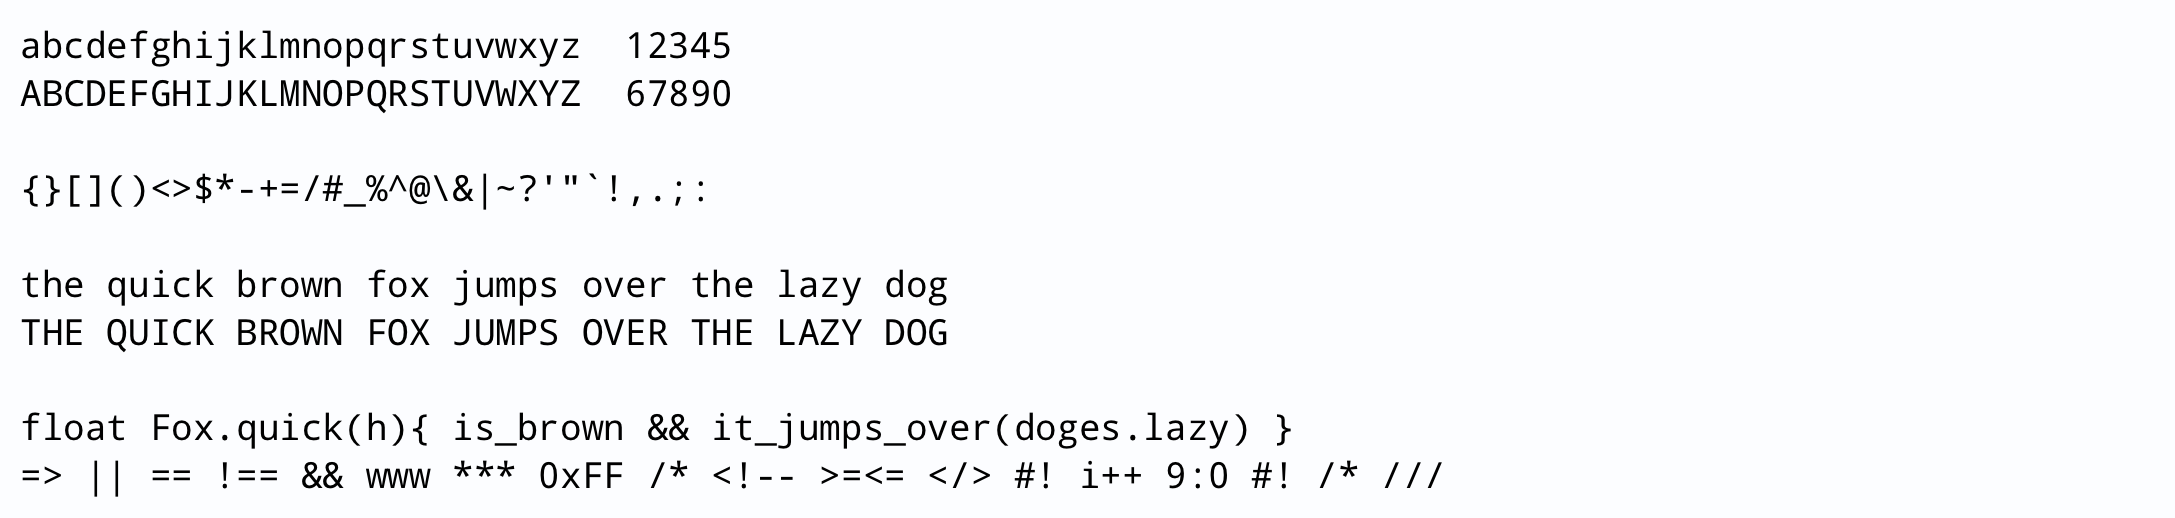 abcdefghijklmnopqrstuvwxyz  12345
ABCDEFGHIJKLMNOPQRSTUVWXYZ  67890
{}[]()<>$*-+=/#_%^@\&|~?'"`!,.;:
the quick brown fox jumps over the lazy dog
THE QUICK BROWN FOX JUMPS OVER THE LAZY DOG
float Fox.quick(h){ is_brown && it_jumps_over(doges.lazy) }
=> || == !== && www *** 0xFF /* <!-- >=<= </> #! i++ 9:0 #! /* ///